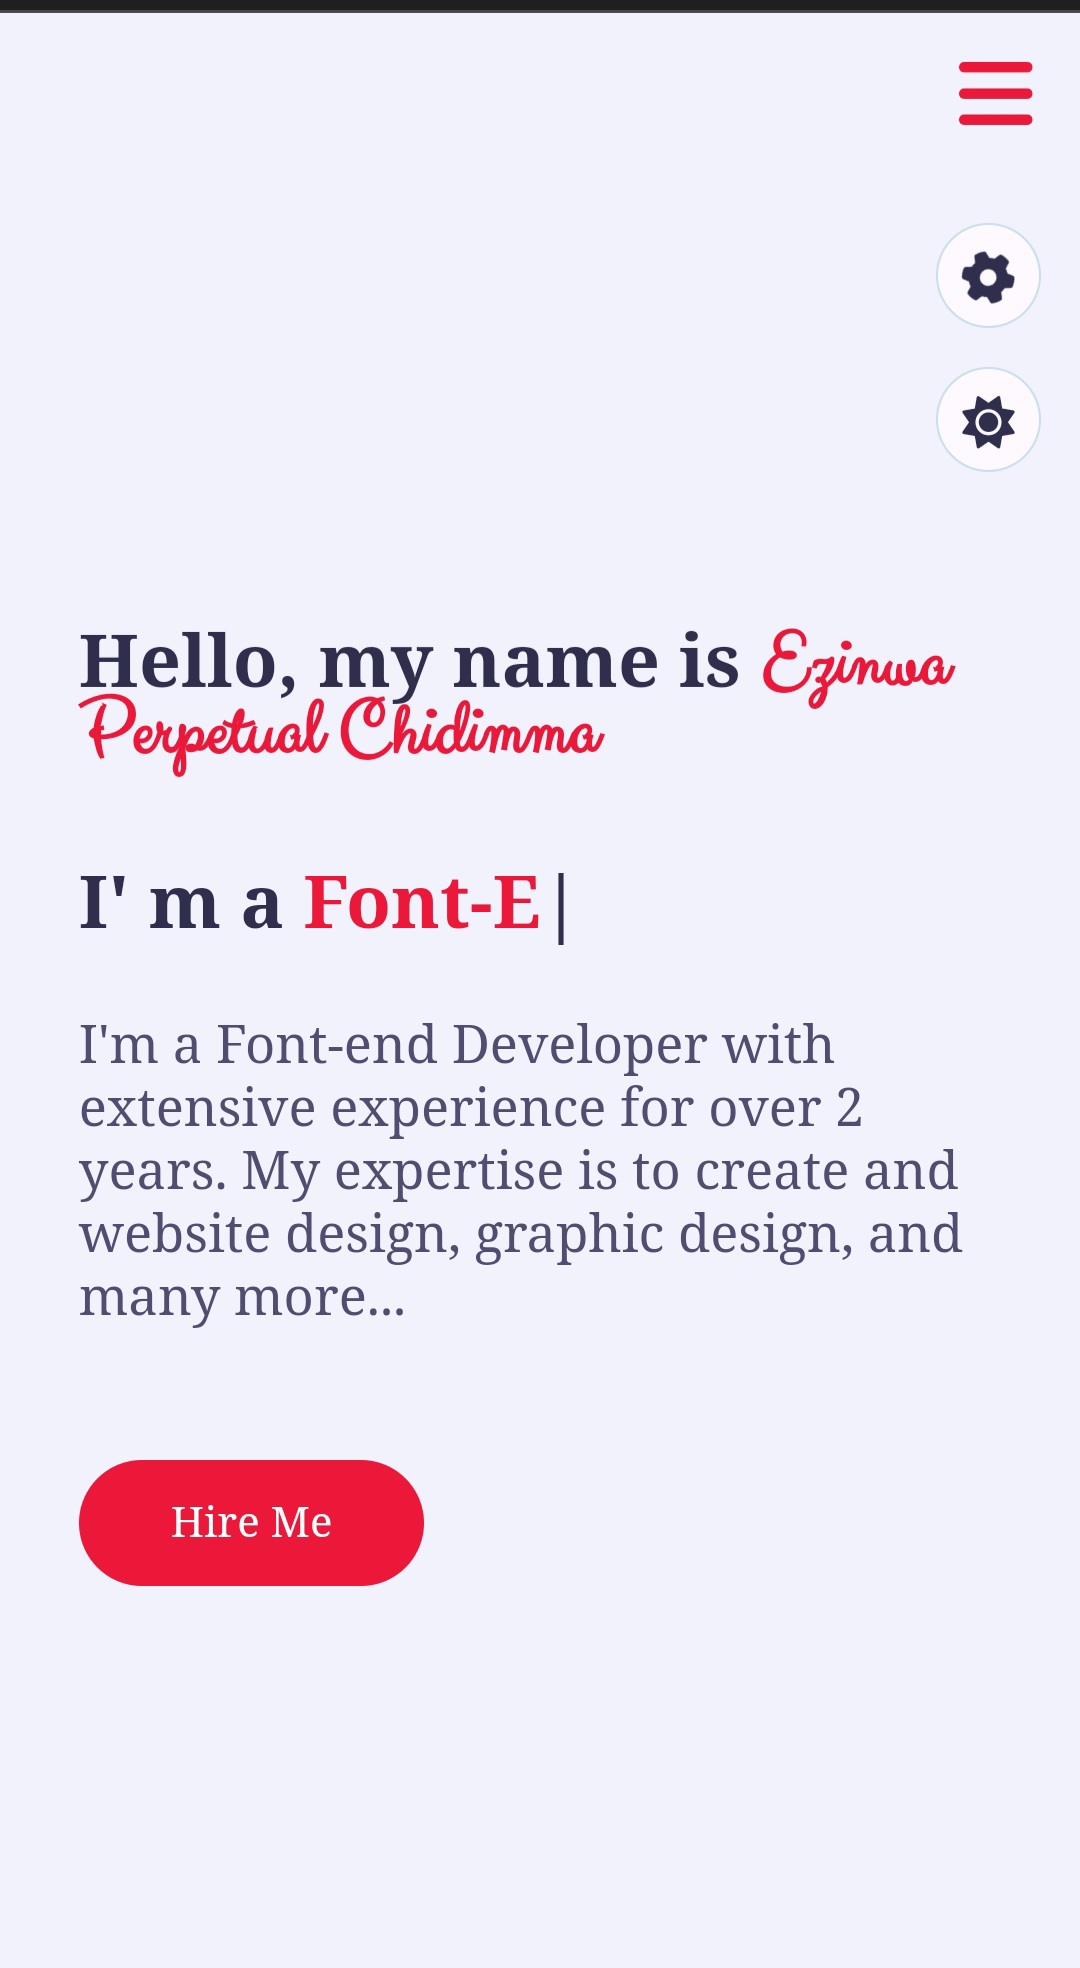 Hello, my name is Ezinwa
Perpetual Chidimma
I' m a Font-E|
I'm a Font-end Developer with
extensive experience for over 2
years. My expertise is to create and
website design, graphic design, and
many more...
Hire Me